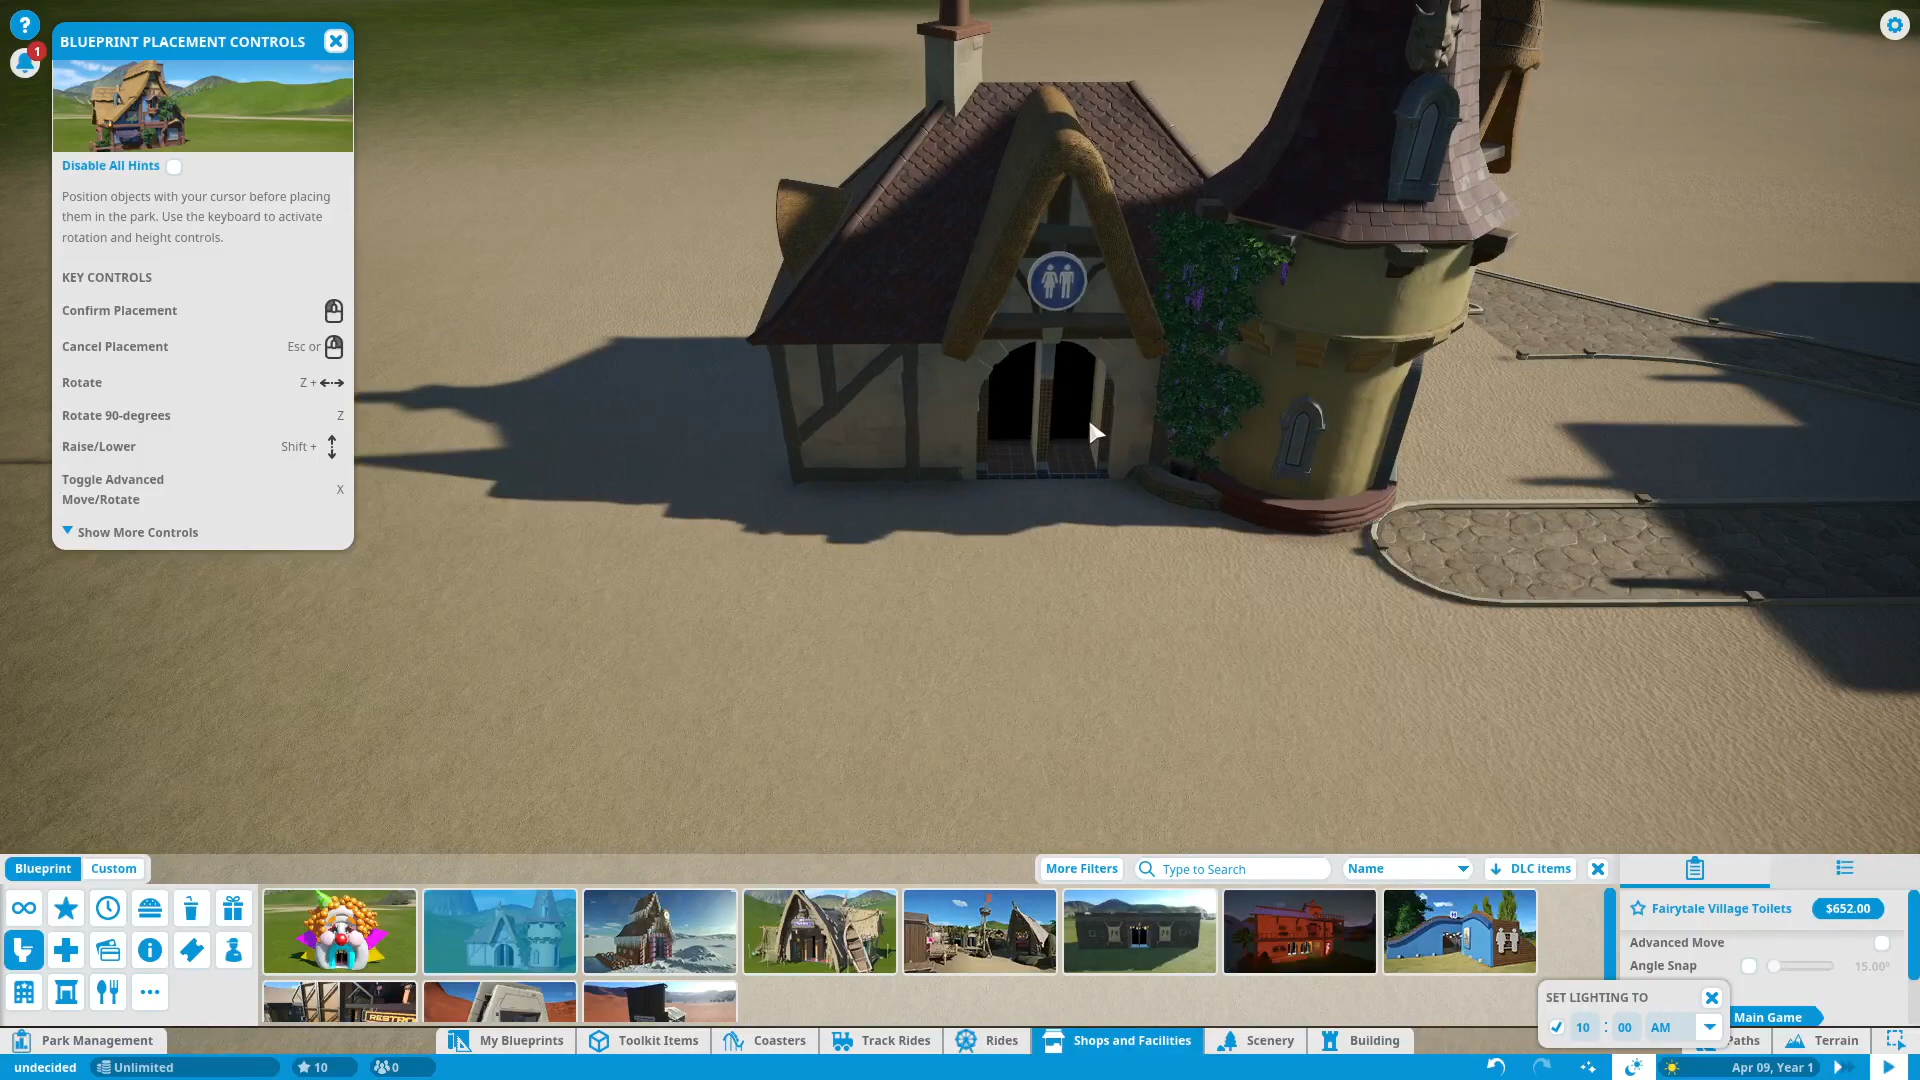 ?
1
BLUEPRINT PLACEMENT CONTROLS
Disable All Hints
Position objects with your cursor before placing
them in the park. Use the keyboard to activate
rotation and height controls.
KEY CONTROLS
Confirm Placement
Cancel Placement Esc or
Rotate Z +
Rotate 90-degrees Z
Raise/Lower Shift +
Toggle Advanced
Move/Rotate X
Show More Controls
Blueprint Custom
More Filters Type to Search Name DLC items
Fairytale Village Toilets $652.00
Advanced Move
Angle Snap 15.00°
SET LIGHTING TO
10 : 00 AM
Main Game
Park Management My Blueprints Toolkit Items Coasters Track Rides Rides Shops and Facilities Scenery Building Paths Terrain
undecided Unlimited 10 0 Apr 09, Year 1